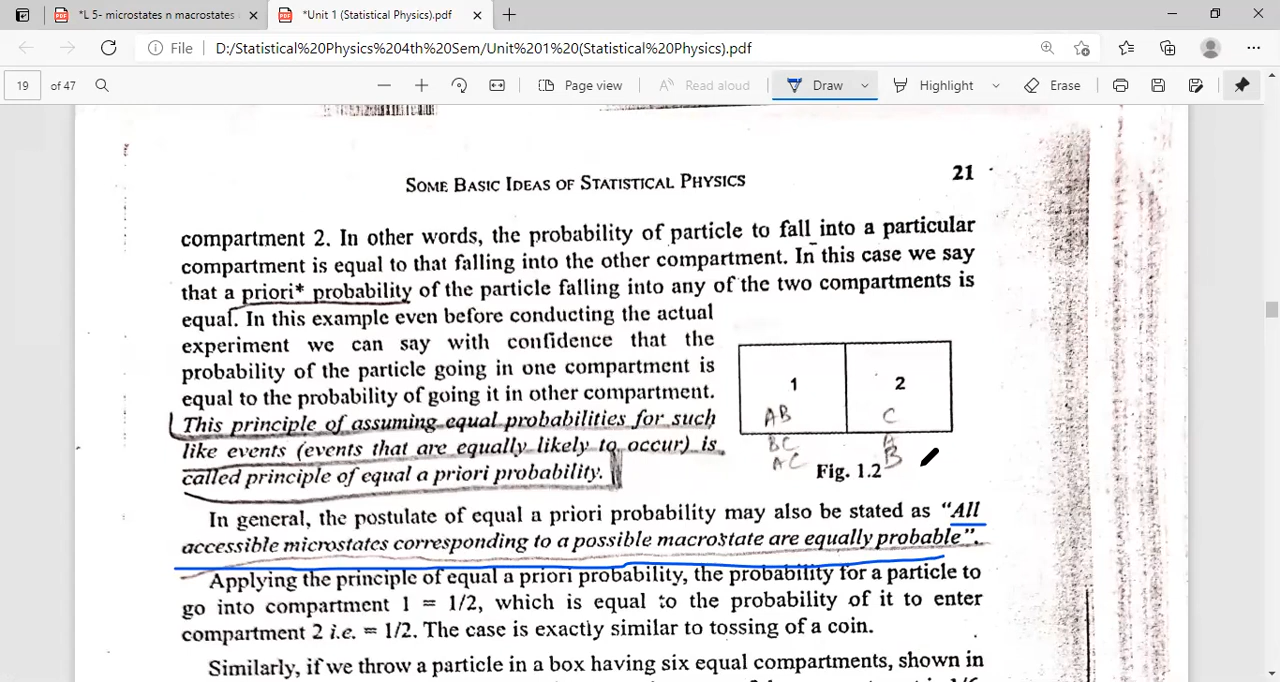 *L 5- microstates n macrostates
*Unit 1 (Statistical Physics).pdf
File D:/Statistical%20Physics%204th%20Sem/Unit%201%20(Statistical%20Physics).pdf
19 of 47 Page view Read aloud Draw Highlight Erase
SOME BASIC IDEAS OF STATISTICAL PHYSICS 21
compartment 2. In other words, the probability of particle to fall into a particular
compartment is equal to that falling into the other compartment. In this case we say
that a priori* probability of the particle falling into any of the two compartments is
equal. In this example even before conducting the actual
experiment we can say with confidence that the
probability of the particle going in one compartment is
equal to the probability of going it in other compartment.
This principle of assuming equal probabilities for such
like events (events that are equally likely to occur) is
called principle of equal a priori probability.
1 2
AB C
BC A
AC B
Fig. 1.2
In general, the postulate of equal a priori probability may also be stated as “All
accessible microstates corresponding to a possible macrostate are equally probable”.
Applying the principle of equal a priori probability, the probability for a particle to
go into compartment 1 = 1/2, which is equal to the probability of it to enter
compartment 2 i.e. = 1/2. The case is exactly similar to tossing of a coin.
Similarly, if we throw a particle in a box having six equal compartments, shown in